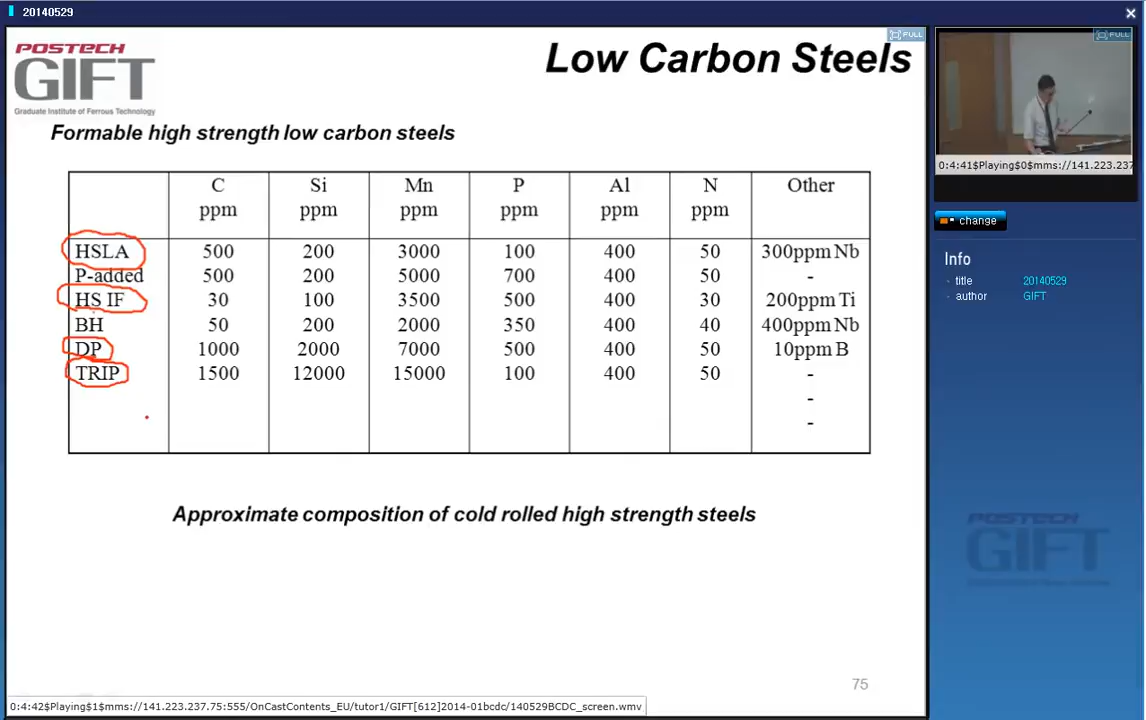 20140529
POSTECH
GIFT
Graduate Institute of Ferrous Technology
FULL
Low Carbon Steels
Formable high strength low carbon steels
C ppm Si ppm Mn ppm P ppm Al ppm N ppm Other
HSLA 500 200 3000 100 400 50 300ppm Nb
P-added 500 200 5000 700 400 50 -
HS IF 30 100 3500 500 400 30 200ppm Ti
BH 50 200 2000 350 400 40 400ppm Nb
DP 1000 2000 7000 500 400 50 10ppm B
TRIP 1500 12000 15000 100 400 50 -
-
-
Approximate composition of cold rolled high strength steels
75
0:4:42$Playing$1$mms://141.223.237.75:555/OnCastContents_EU/tutor1/GIFT[612]2014-01bcdc/140529BCDC_screen.wmv
FULL
0:4:41$Playing$0$mms://141.223.237
change
Info
title 20140529
author GIFT
POSTECH
GIFT